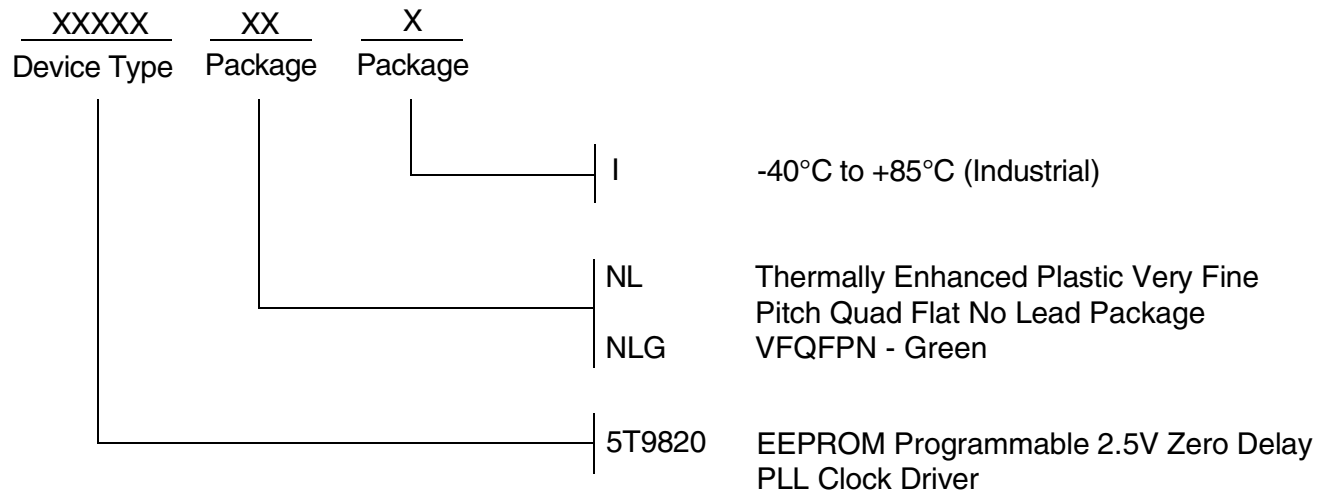 XXXXX XX X
Device Type Package Package
I -40°C to +85°C (Industrial)
NL Thermally Enhanced Plastic Very Fine
Pitch Quad Flat No Lead Package
NLG VFQFPN - Green
5T9820 EEPROM Programmable 2.5V Zero Delay
PLL Clock Driver